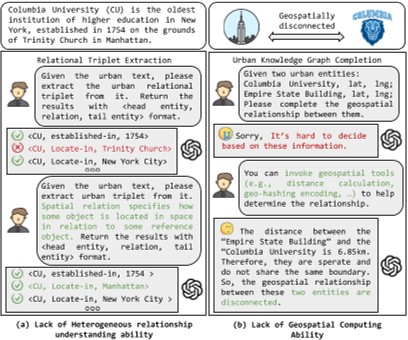 Columbia University (CU) is the oldest
institution of higher education in New
York, established in 1754 on the grounds
of Trinity Church in Manhattan.
Geospatially
disconnected
COLUMBIA
Relational Triplet Extraction
Given the urban text, please
extract the urban relational
triplet from it. Return the
results with <head entity,
relation, tail entity> format.
<CU, established-in, 1754>
<CU, Locate-in, Trinity Church>
<CU, Locate-in, New York City>
Given the urban text, please
extract urban triplet from it.
Spatial relation specifies how
some object is located in space
in relation to some reference
object. Return the results with
<head entity, relation, tail
entity> format.
<CU, established-in, 1754 >
<CU, Locate-in, Manhattan>
<CU, Locate-in, New York City >
(a) Lack of Heterogeneous relationship
understanding ability
Urban Knowledge Graph Completion
Given two urban entities:
Columbia University, lat, lng;
Empire State Building, lat, lng;
Please complete the geospatial
relationship between them.
Sorry, It's hard to decide
based on these information.
You can invoke geospatial tools
(e.g., distance calculation,
geo-hashing encoding, …) to help
determine the relationship.
The distance between the
"Empire State Building" and the
"Columbia University is 6.85km.
Therefore, they are sperate and
do not share the same boundary.
So, the geospatial relationship
between these two entities are
disconnected.
(b) Lack of Geospatial Computing
Ability